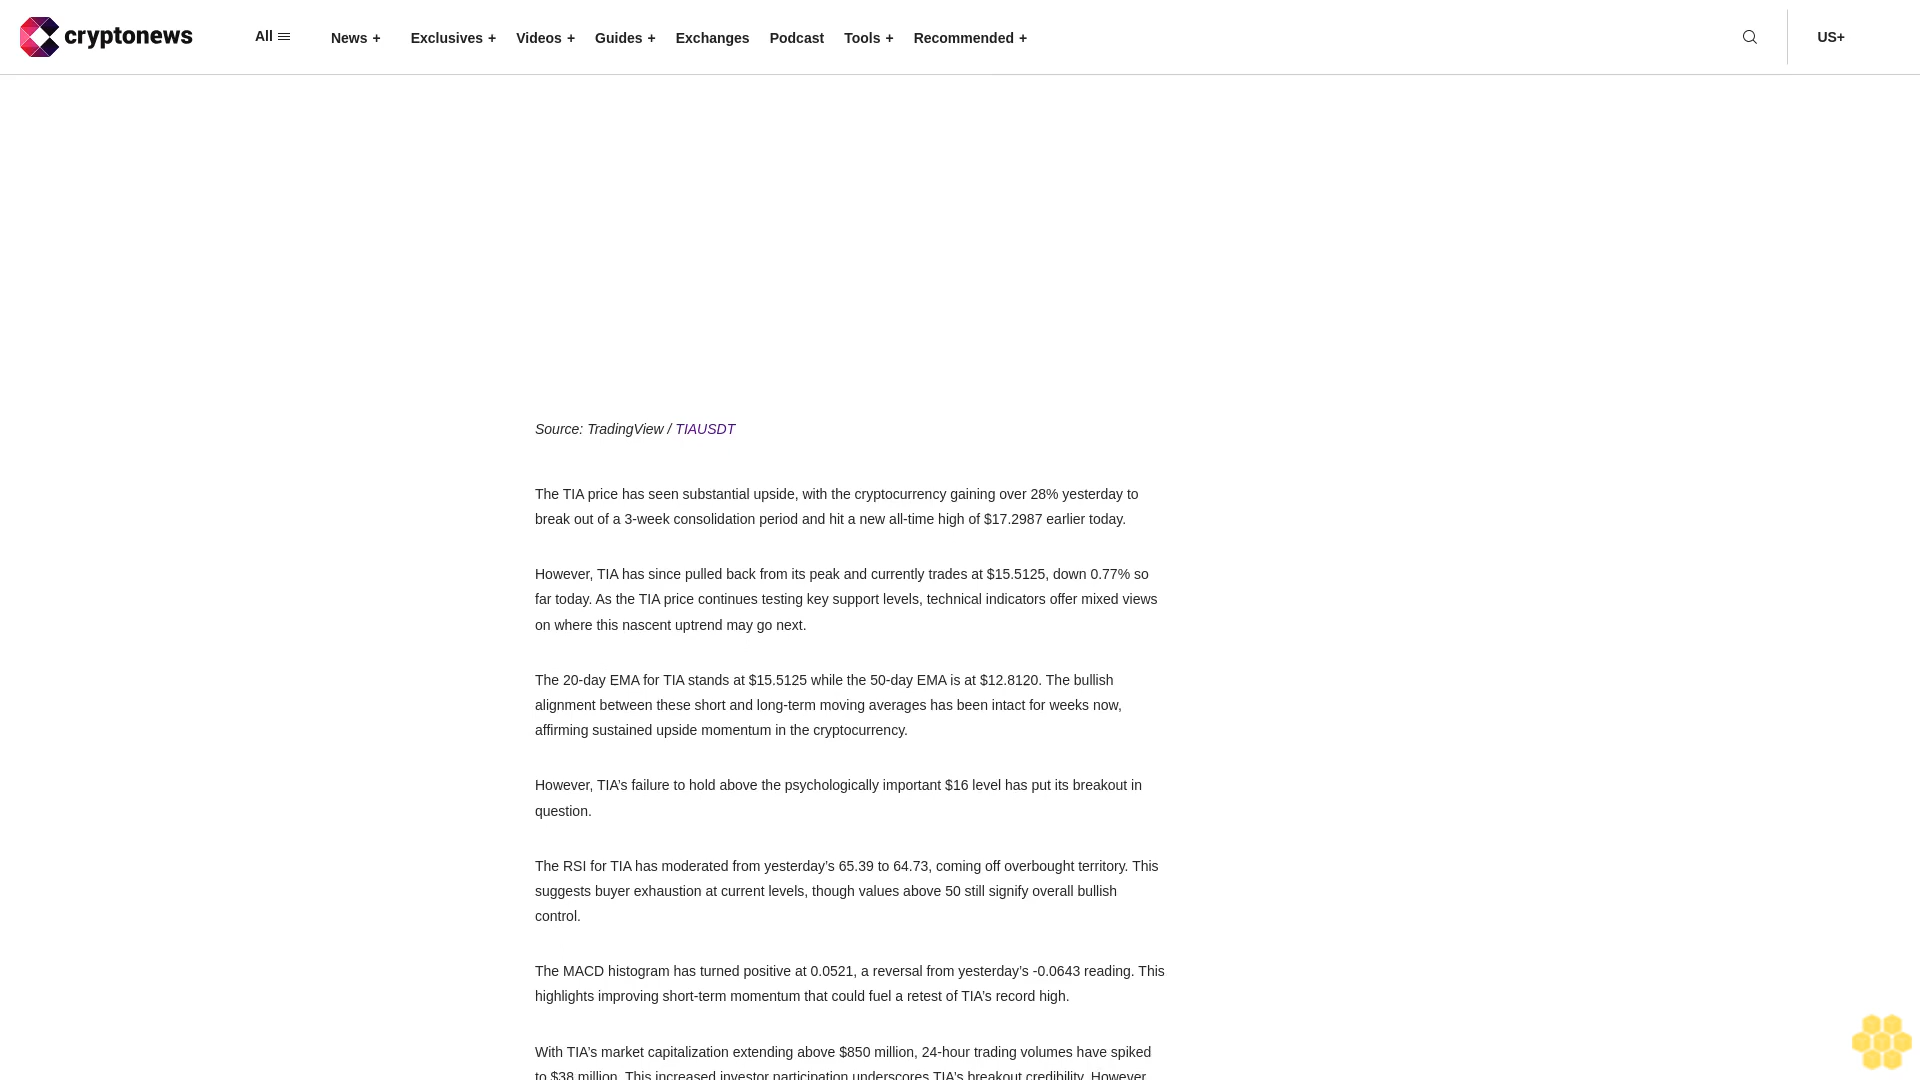 cryptonews
All
News +
Exclusives +
Videos +
Guides +
Exchanges
Podcast
Tools +
Recommended +
US+
Source: TradingView / TIAUSDT
The TIA price has seen substantial upside, with the cryptocurrency gaining over 28% yesterday to
break out of a 3-week consolidation period and hit a new all-time high of $17.2987 earlier today.
However, TIA has since pulled back from its peak and currently trades at $15.5125, down 0.77% so
far today. As the TIA price continues testing key support levels, technical indicators offer mixed views
on where this nascent uptrend may go next.
The 20-day EMA for TIA stands at $15.5125 while the 50-day EMA is at $12.8120. The bullish
alignment between these short and long-term moving averages has been intact for weeks now,
affirming sustained upside momentum in the cryptocurrency.
However, TIA’s failure to hold above the psychologically important $16 level has put its breakout in
question.
The RSI for TIA has moderated from yesterday’s 65.39 to 64.73, coming off overbought territory. This
suggests buyer exhaustion at current levels, though values above 50 still signify overall bullish
control.
The MACD histogram has turned positive at 0.0521, a reversal from yesterday’s -0.0643 reading. This
highlights improving short-term momentum that could fuel a retest of TIA’s record high.
With TIA’s market capitalization extending above $850 million, 24-hour trading volumes have spiked
to $38 million. This increased investor participation underscores TIA’s breakout credibility. However,